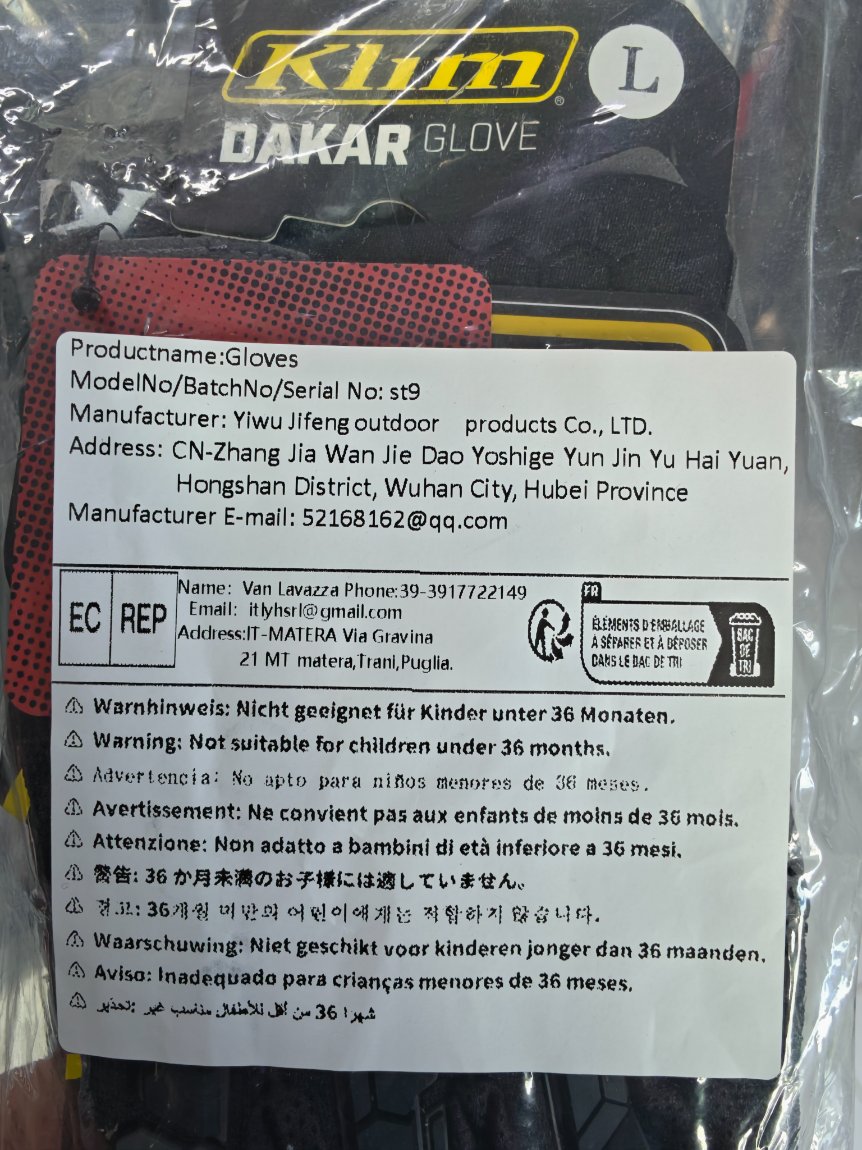 Klim
L
DAKAR GLOVE
Productname:Gloves
ModelNo/BatchNo/Serial No: st9
Manufacturer: Yiwu Jifeng outdoor products Co., LTD.
Address: CN-Zhang Jia Wan Jie Dao Yoshige Yun Jin Yu Hai Yuan,
Hongshan District, Wuhan City, Hubei Province
Manufacturer E-mail: 52168162@qq.com
EC REP
Name: Van Lavazza Phone:39-3917722149
Email: itlyhsrl@gmail.com
Address:IT-MATERA Via Gravina
21 MT matera,Trani,Puglia.
FR
ÉLÉMENTS D'EMBALLAGE
À SÉPARER ET À DÉPOSER
DANS LE BAC DE TRI
BAC
DE
TRI
⚠ Warnhinweis: Nicht geeignet für Kinder unter 36 Monaten.
⚠ Warning: Not suitable for children under 36 months.
⚠ Advertencia: No apto para niños menores de 36 meses.
⚠ Avertissement: Ne convient pas aux enfants de moins de 36 mois.
⚠ Attenzione: Non adatto a bambini di età inferiore a 36 mesi.
⚠ 警告: 36 か月未満のお子様には適していません。
⚠ 경고: 36개월 미만의 어린이에게는 적합하지 않습니다.
⚠ Waarschuwing: Niet geschikt voor kinderen jonger dan 36 maanden.
⚠ Aviso: Inadequado para crianças menores de 36 meses.
⚠ شهرا 36 من أقل للأطفال مناسب غير :تحذير